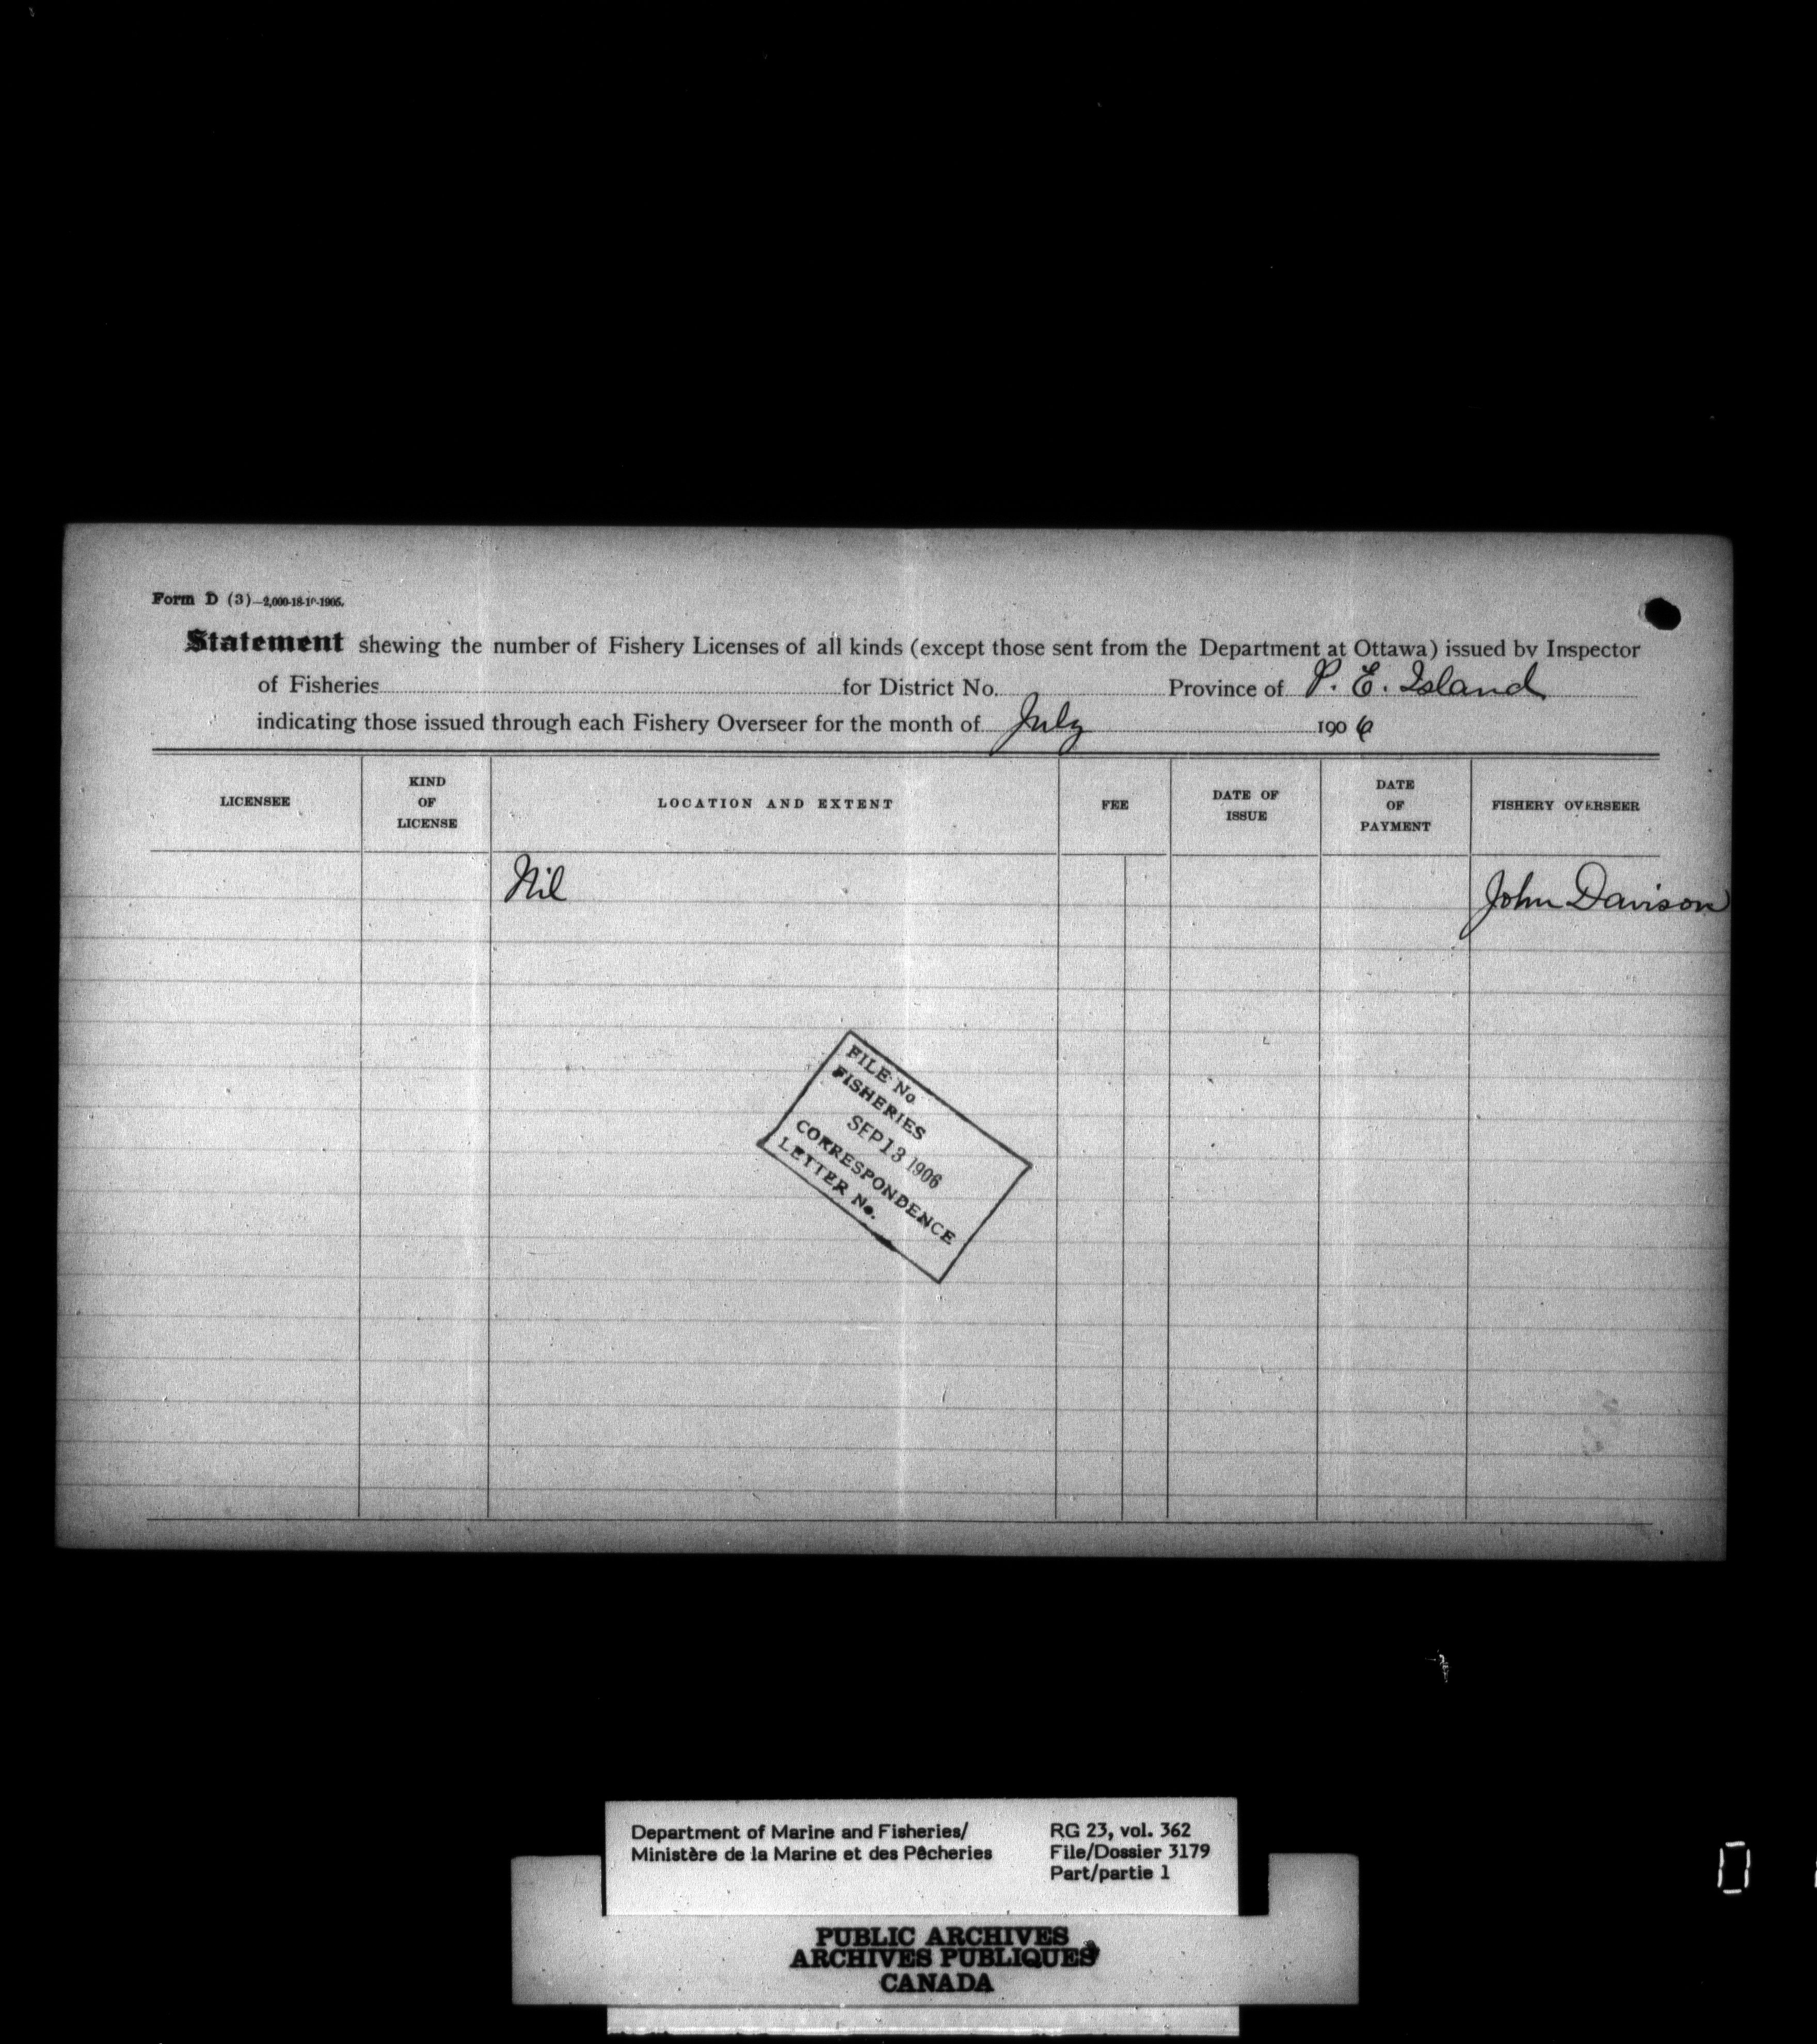 Form D (3)—2,000-18-10-1905.
Statement shewing the number of Fishery Licenses of all kinds (except those sent from the Department at Ottawa) issued by Inspector
of Fisheries for District No. Province of P. E. Island
indicating those issued through each Fishery Overseer for the month of July 1906
LICENSEE KIND OF LICENSE LOCATION AND EXTENT FEE DATE OF ISSUE DATE OF PAYMENT FISHERY OVERSEER
Nil John Davison
FILE No
FISHERIES
SEP 13 1906
CORRESPONDENCE
LETTER No.
Department of Marine and Fisheries/ RG 23, vol. 362
Ministère de la Marine et des Pêcheries File/Dossier 3179
Part/partie 1
PUBLIC ARCHIVES
ARCHIVES PUBLIQUES
CANADA